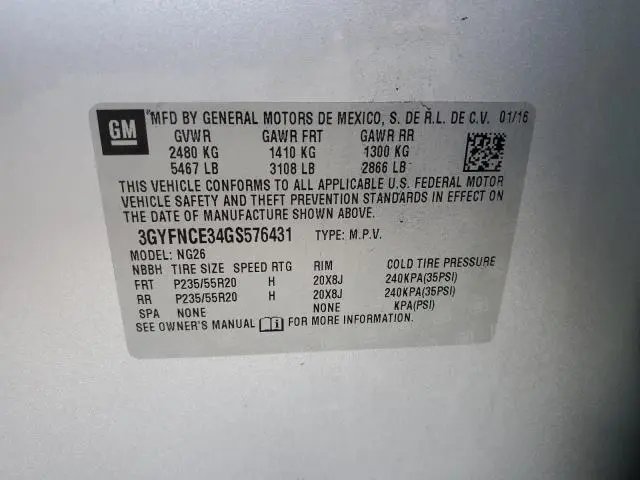 GM
*MFD BY GENERAL MOTORS DE MEXICO, S. DE R.L. DE C.V. 01/16
GVWR GAWR FRT GAWR RR
2480 KG 1410 KG 1300 KG
5467 LB 3108 LB 2866 LB
THIS VEHICLE CONFORMS TO ALL APPLICABLE U.S. FEDERAL MOTOR
VEHICLE SAFETY AND THEFT PREVENTION STANDARDS IN EFFECT ON
THE DATE OF MANUFACTURE SHOWN ABOVE.
3GYFNCE34GS576431 TYPE: M.P.V.
MODEL: NG26
NBBH TIRE SIZE SPEED RTG RIM COLD TIRE PRESSURE
FRT P235/55R20 H 20X8J 240KPA(35PSI)
RR P235/55R20 H 20X8J 240KPA(35PSI)
SPA NONE NONE KPA(PSI)
SEE OWNER'S MANUAL FOR MORE INFORMATION.